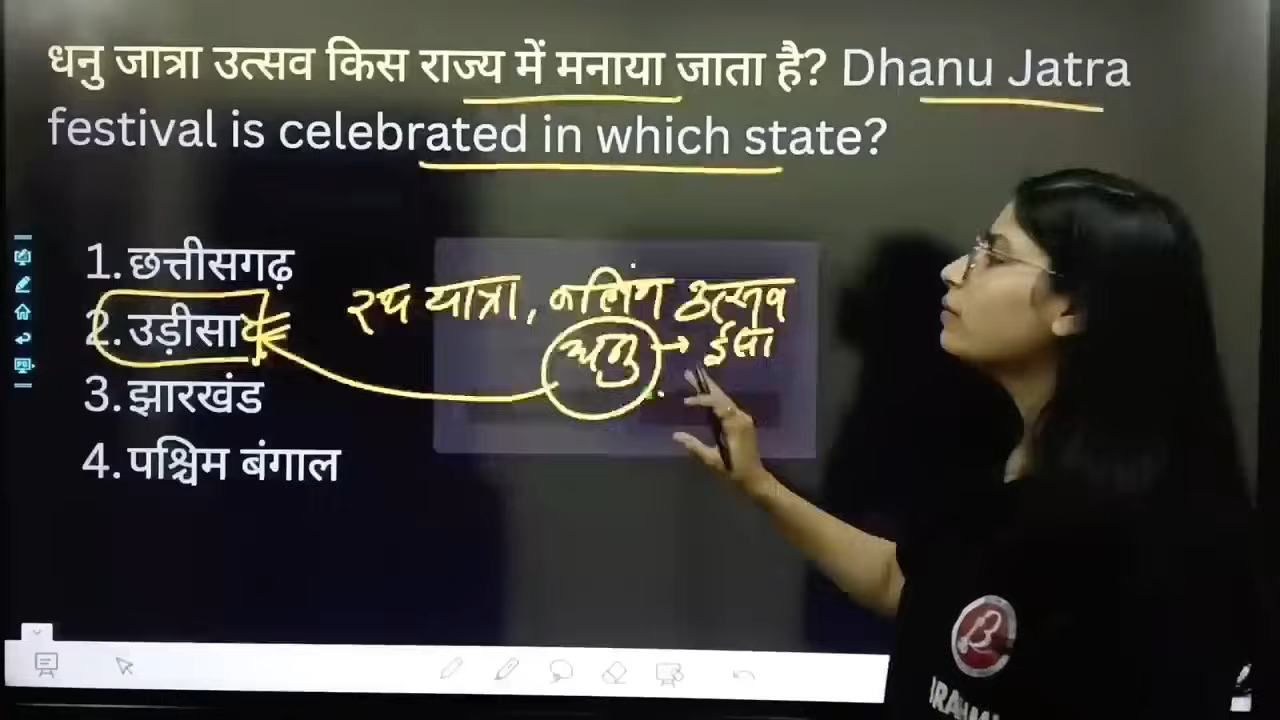 धनु जात्रा उत्सव किस राज्य में मनाया जाता है? Dhanu Jatra
festival is celebrated in which state?
1. छत्तीसगढ़
2. उड़ीसा
3. झारखंड
4. पश्चिम बंगाल
रथ यात्रा, कलिंग उत्सव
धनु →